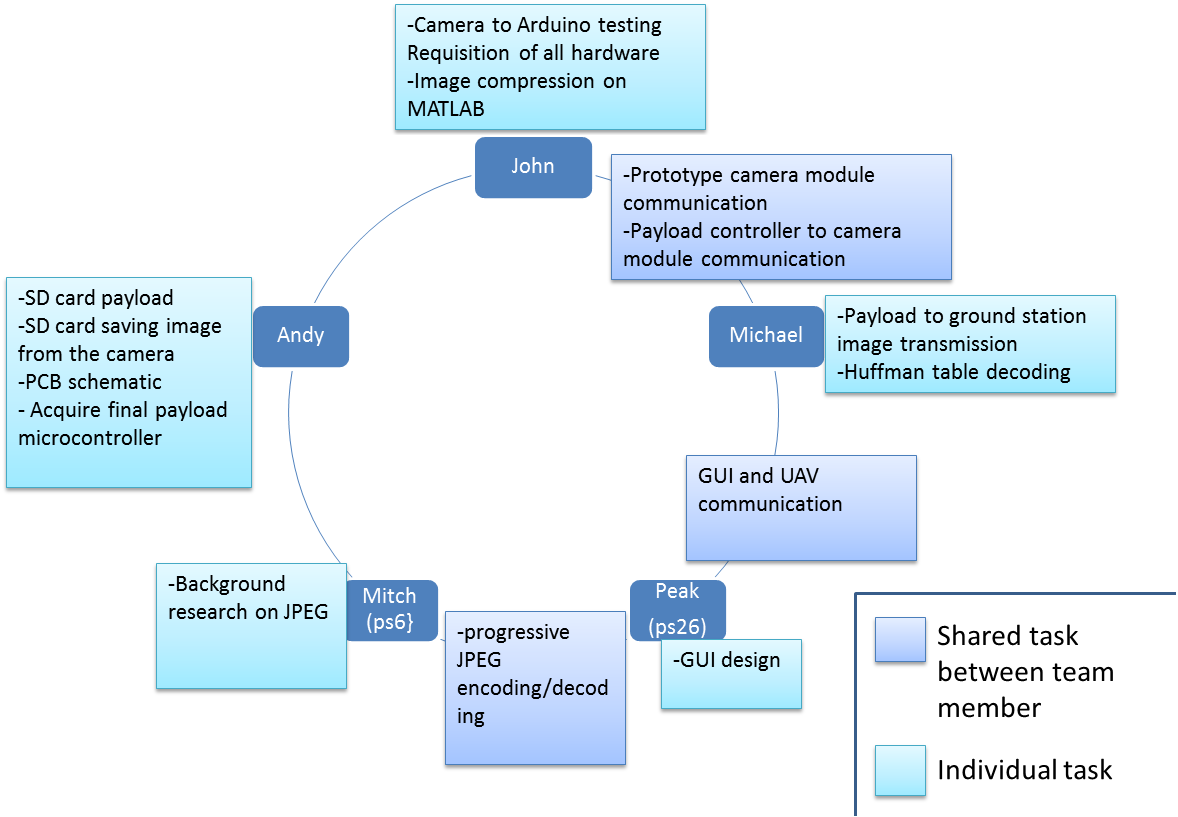 -Camera to Arduino testing
Requisition of all hardware
-Image compression on
MATLAB
John
-Prototype camera module
communication
-Payload controller to camera
module communication
-SD card payload
-SD card saving image
from the camera
-PCB schematic
- Acquire final payload
microcontroller
Andy
Michael
-Payload to ground station
image transmission
-Huffman table decoding
GUI and UAV
communication
-Background
research on JPEG
Mitch
(ps6}
-progressive
JPEG
encoding/decod
ing
Peak
(ps26)
-GUI design
Shared task
between team
member
Individual task